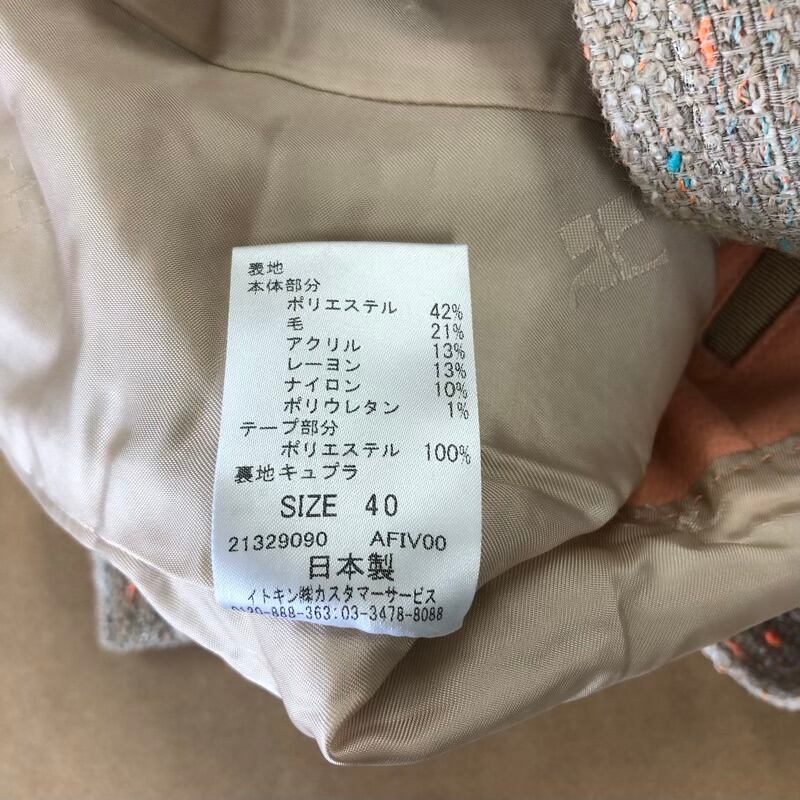 表地
本体部分
ポリエステル 42%
毛 21%
アクリル 13%
レーヨン 13%
ナイロン 10%
ポリウレタン 1%
テープ部分
ポリエステル 100%
裏地キュプラ
SIZE 40
21329090 AFIV00
日本製
イトキン㈱カスタマーサービス
0120-888-363:03-3478-8088